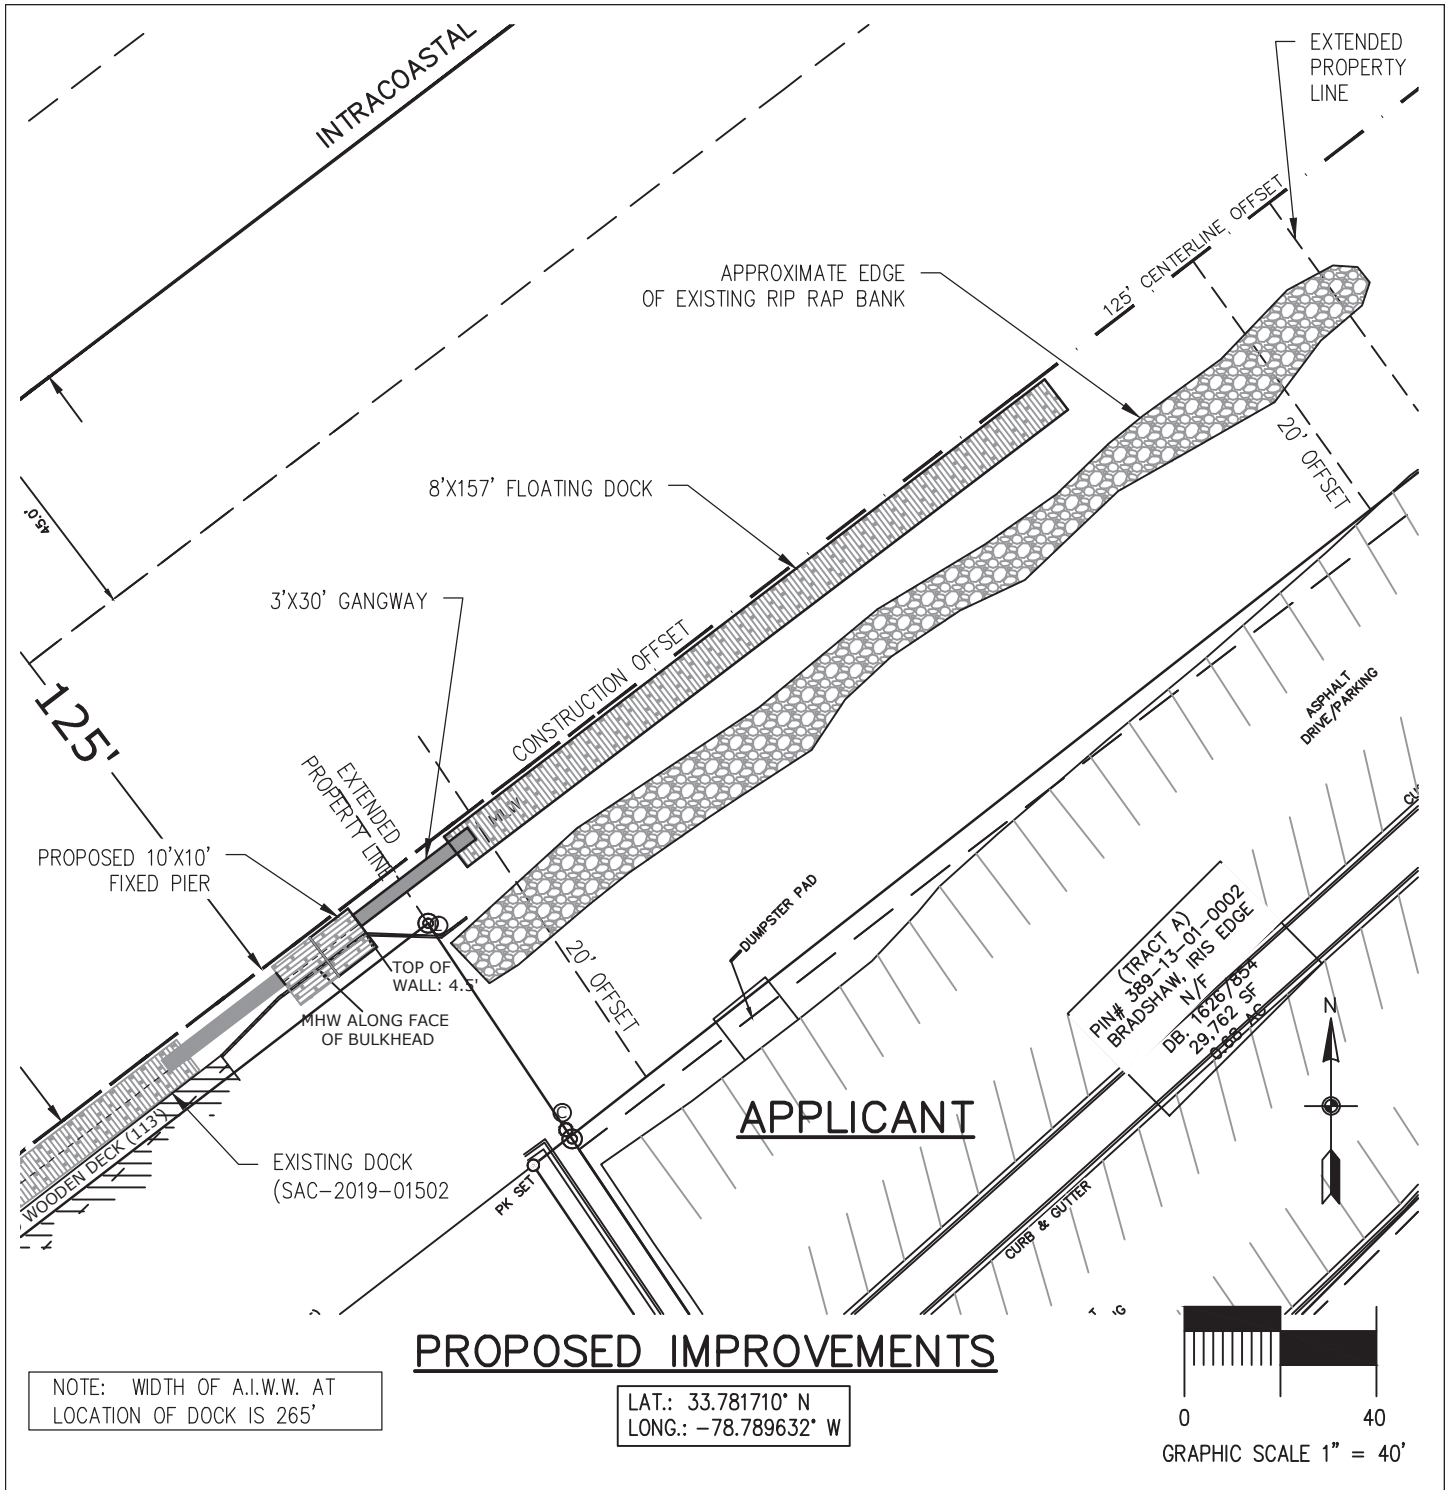 INTRACOASTAL
EXTENDED
PROPERTY
LINE
125' CENTERLINE OFFSET
APPROXIMATE EDGE
OF EXISTING RIP RAP BANK
20' OFFSET
8'X157' FLOATING DOCK
45.0'
3'X30' GANGWAY
CONSTRUCTION OFFSET
ASPHALT
DRIVE/PARKING
125'
EXTENDED
PROPERTY LINE
MLW
PROPOSED 10'X10'
FIXED PIER
DUMPSTER PAD
20' OFFSET
TOP OF
WALL: 4.5'
MHW ALONG FACE
OF BULKHEAD
(TRACT A)
PIN# 389-13-01-0002
BRADSHAW, IRIS EDGE
N/F
DB. 1626/854
29,762 SF
0.68 AC
N
APPLICANT
WOODEN DECK (113')
EXISTING DOCK
(SAC-2019-01502
PK SET
CURB & GUTTER
PROPOSED IMPROVEMENTS
NOTE: WIDTH OF A.I.W.W. AT
LOCATION OF DOCK IS 265'
LAT.: 33.781710° N
LONG.: -78.789632° W
0 40
GRAPHIC SCALE 1" = 40'